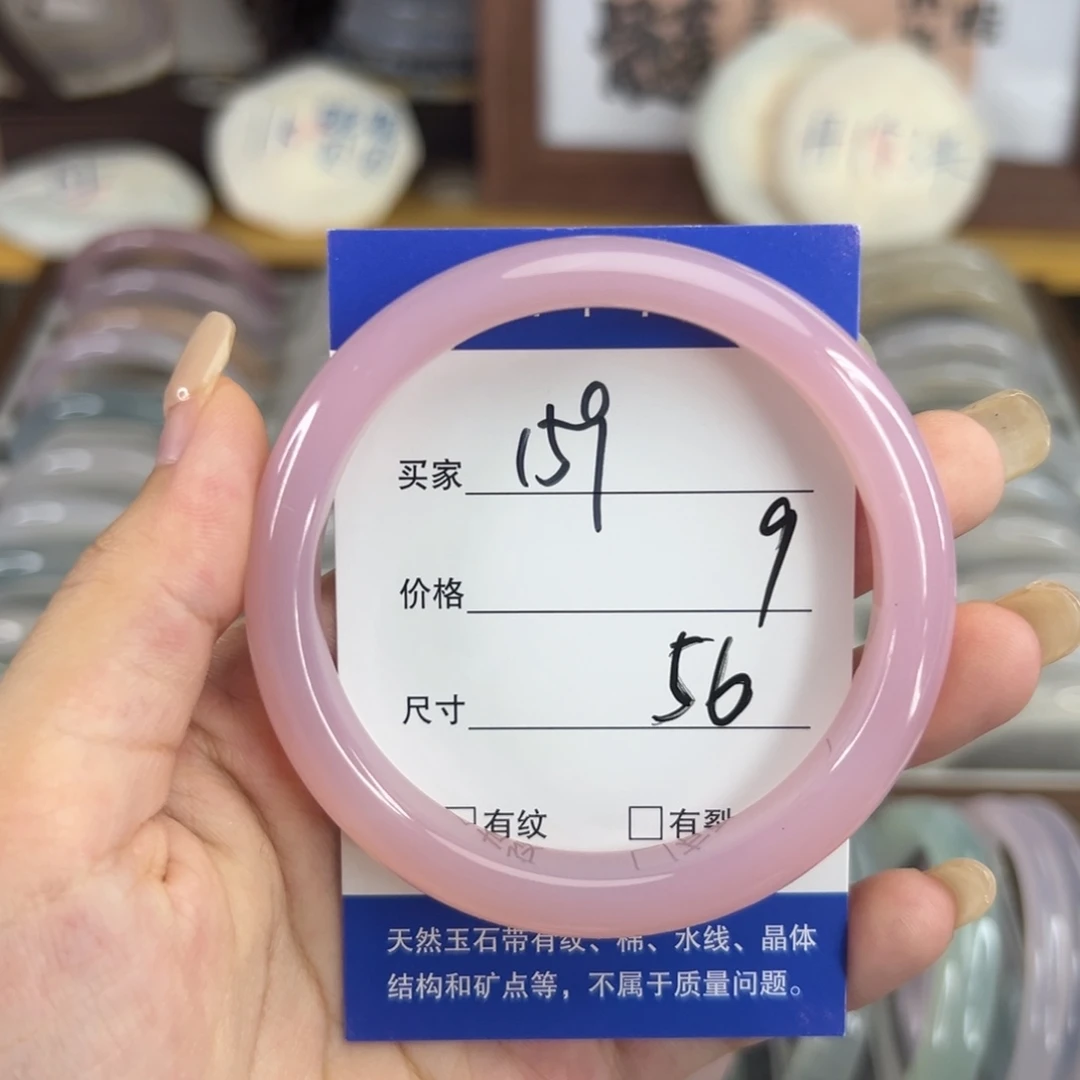 买家 159
价格 9
尺寸 56
□有纹 □有裂
天然玉石带有纹、棉、水线、晶体
结构和矿点等，不属于质量问题。